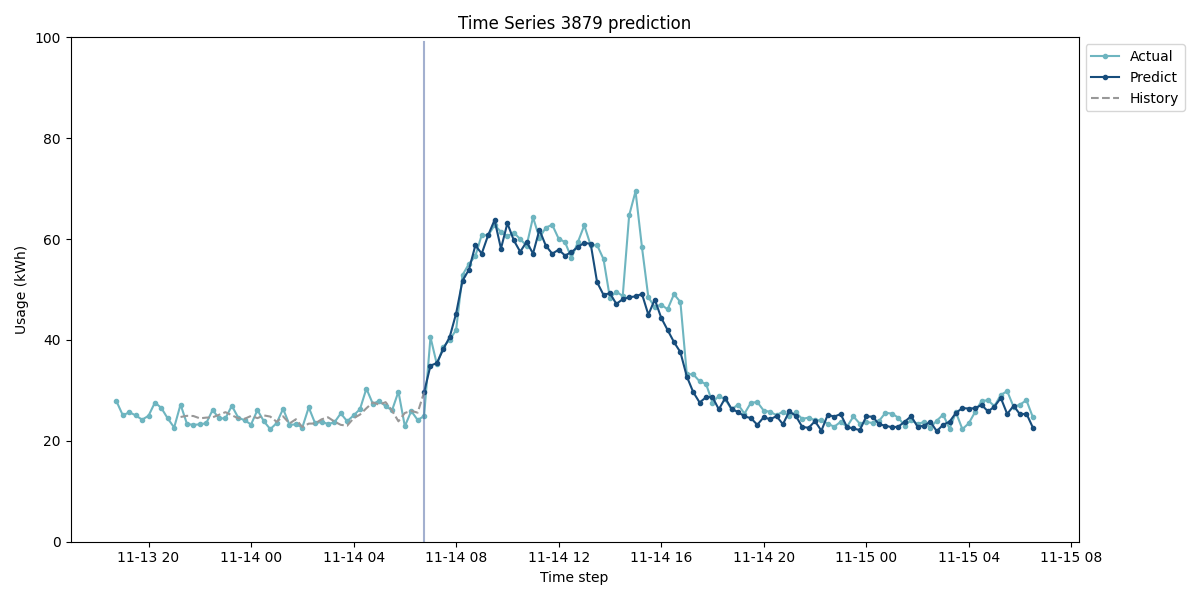 Time Series 3879 prediction
Usage (kWh)
100
80
60
40
20
0
11-13 20
11-14 00
11-14 04
11-14 08
11-14 12
11-14 16
11-14 20
11-15 00
11-15 04
11-15 08
Time step
Actual
Predict
History